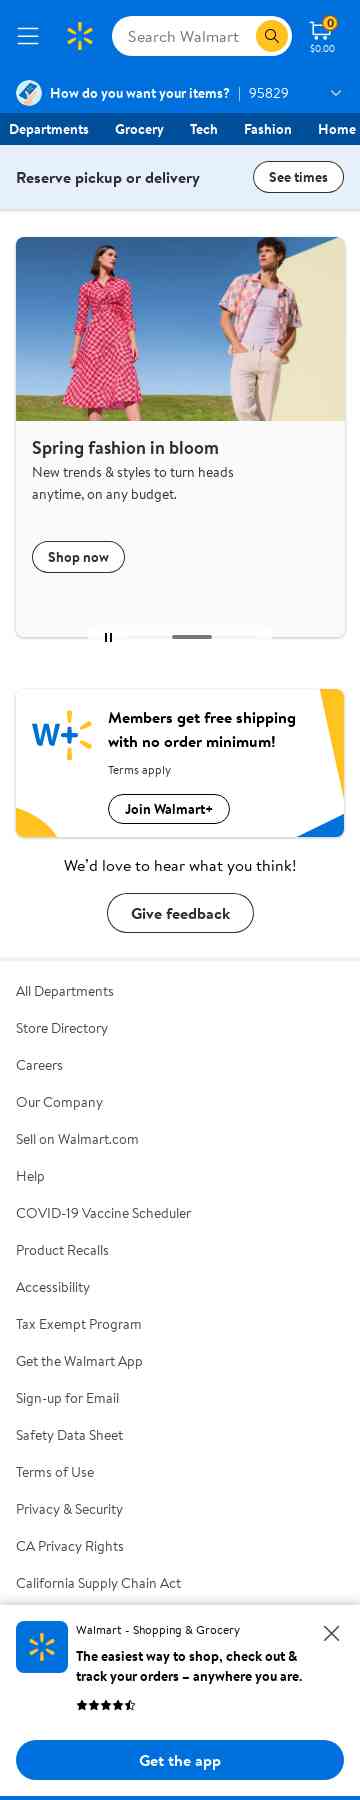 Search Walmart
0
$0.00
How do you want your items? | 95829
Departments Grocery Tech Fashion Home
Reserve pickup or delivery
See times
Spring fashion in bloom
New trends & styles to turn heads
anytime, on any budget.
Shop now
W+
Members get free shipping
with no order minimum!
Terms apply
Join Walmart+
We'd love to hear what you think!
Give feedback
All Departments
Store Directory
Careers
Our Company
Sell on Walmart.com
Help
COVID-19 Vaccine Scheduler
Product Recalls
Accessibility
Tax Exempt Program
Get the Walmart App
Sign-up for Email
Safety Data Sheet
Terms of Use
Privacy & Security
CA Privacy Rights
California Supply Chain Act
Walmart - Shopping & Grocery
The easiest way to shop, check out &
track your orders – anywhere you are.
Get the app